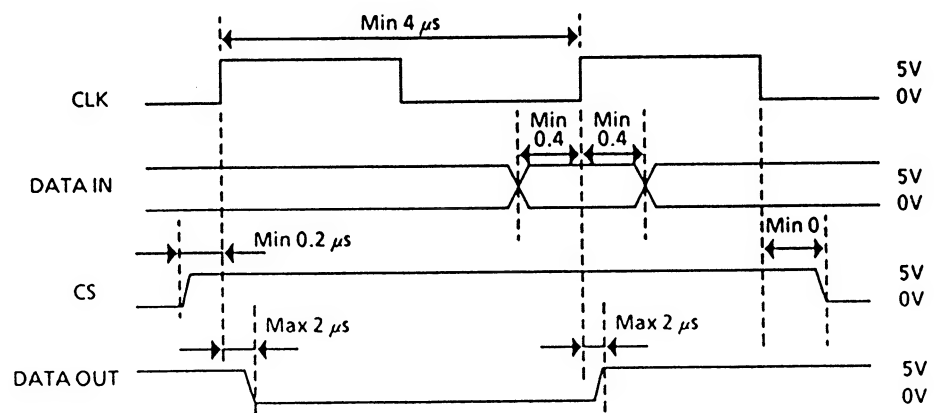 Min 4 μs
CLK
5V
0V
Min 0.4
Min 0.4
DATA IN
5V
0V
Min 0.2 μs
Min 0
CS
5V
0V
Max 2 μs
Max 2 μs
DATA OUT
5V
0V